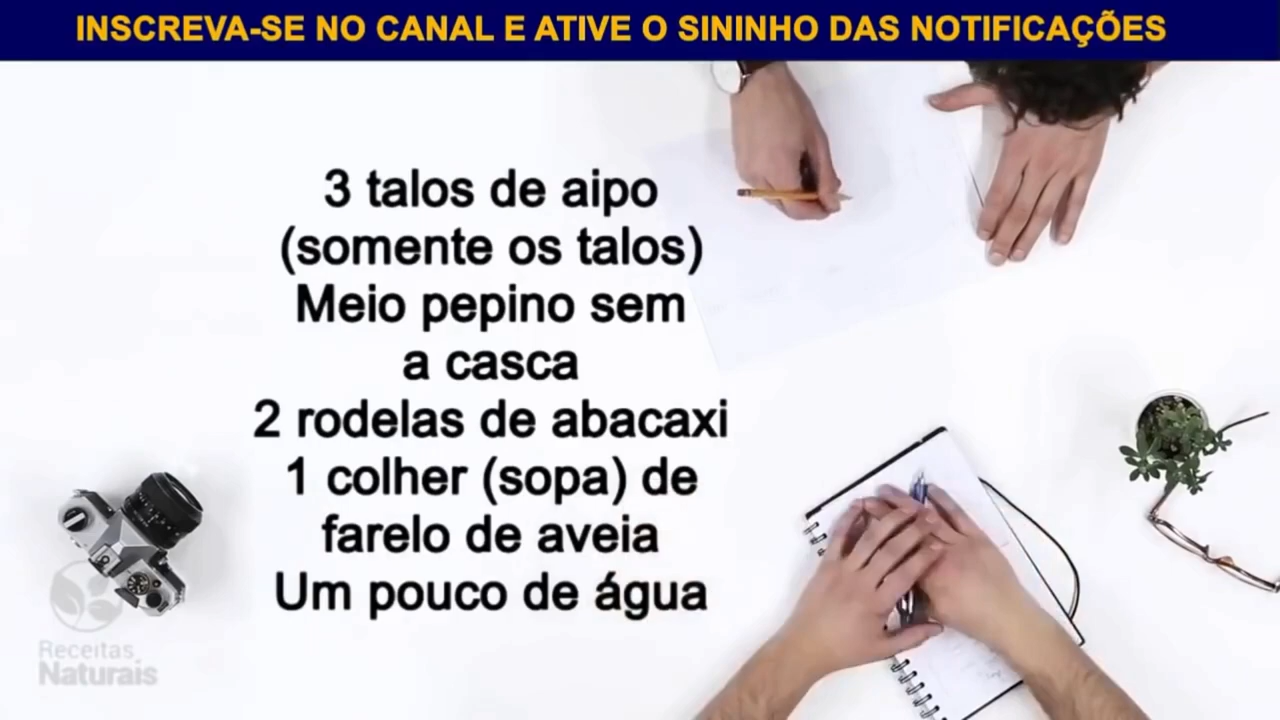 INSCREVA-SE NO CANAL E ATIVE O SININHO DAS NOTIFICAÇÕES
3 talos de aipo
(somente os talos)
Meio pepino sem
a casca
2 rodelas de abacaxi
1 colher (sopa) de
farelo de aveia
Um pouco de água
Receitas
Naturais